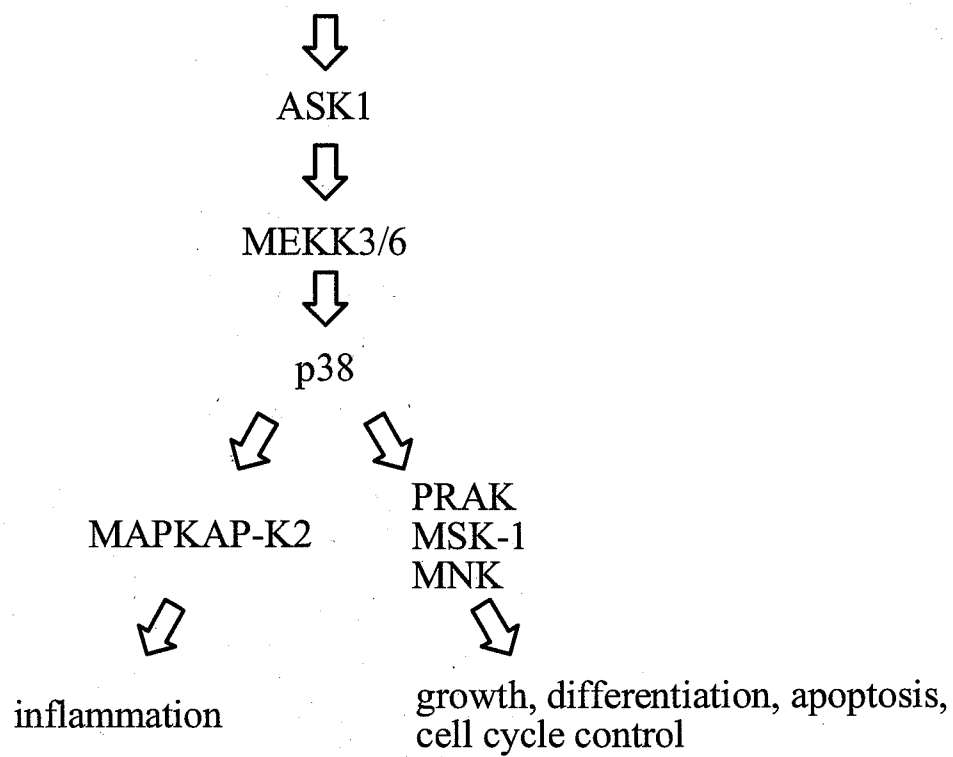 ASK1
MEKK3/6
p38
MAPKAP-K2
PRAK
MSK-1
MNK
inflammation
growth, differentiation, apoptosis,
cell cycle control